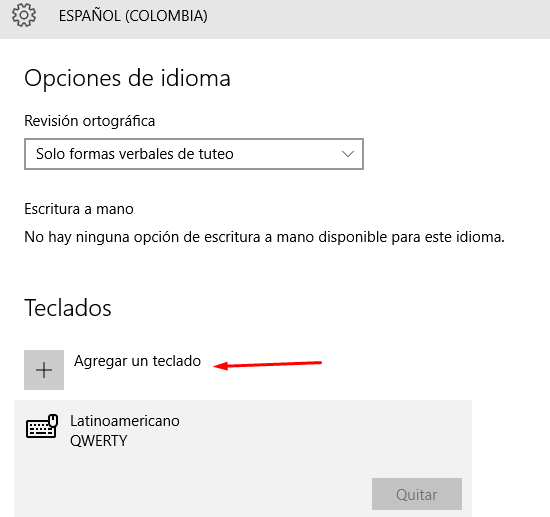 ESPAÑOL (COLOMBIA)
Opciones de idioma
Revisión ortográfica
Solo formas verbales de tuteo
Escritura a mano
No hay ninguna opción de escritura a mano disponible para este idioma.
Teclados
Agregar un teclado
Latinoamericano
QWERTY
Quitar